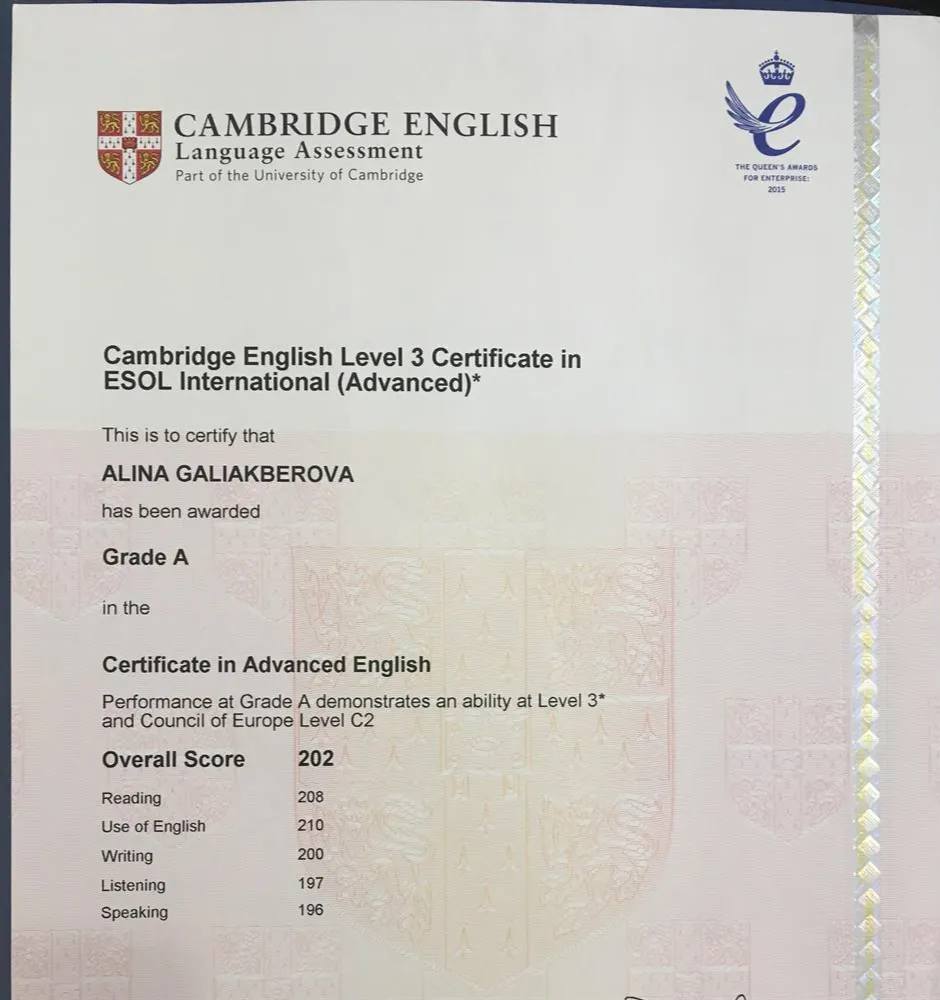 CAMBRIDGE ENGLISH
Language Assessment
Part of the University of Cambridge
THE QUEEN'S AWARDS
FOR ENTERPRISE:
2015
Cambridge English Level 3 Certificate in
ESOL International (Advanced)*
This is to certify that
ALINA GALIAKBEROVA
has been awarded
Grade A
in the
Certificate in Advanced English
Performance at Grade A demonstrates an ability at Level 3*
and Council of Europe Level C2
Overall Score 202
Reading 208
Use of English 210
Writing 200
Listening 197
Speaking 196